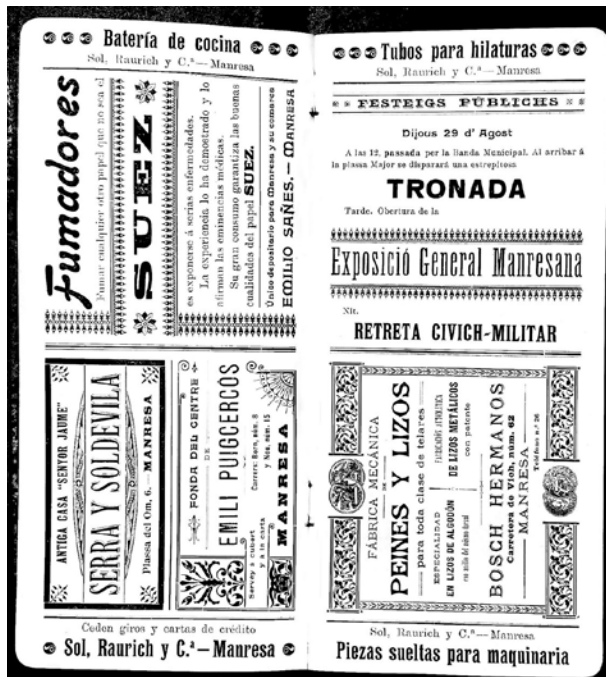 Batería de cocina
Sol, Raurich y C.ª — Manresa
Fumadores
Fumar cualquier otro papel que no sea el
SUEZ
es exponerse á serias enfermedades.
La experiencia lo ha demostrado y lo
afirman las eminencias médicas.
Su gran consumo garantiza las buenas
cualidades del papel SUEZ.
Único depositario para Manresa y su comarca
EMILIO SAÑES.—MANRESA
ANTIGA CASA "SENYOR JAUME"
SERRA Y SOLDEVILA
Plassa del Om, 6. — MANRESA
FONDA DEL CENTRE
DE
EMILI PUIGCERCÓS
Servey á cubert
y á la carta
Carrers: Born, núm. 8
y Nou, núm. 15
MANRESA
Ceden giros y cartas de crédito
Sol, Raurich y C.ª — Manresa
Tubos para hilaturas
Sol, Raurich y C.ª — Manresa
FESTEIGS PÚBLICHS
Dijous 29 d' Agost
A las 12, passada per la Banda Municipal. Al arribar á
la plassa Major se disparará una estrepitosa
TRONADA
Tarde. Obertura de la
Exposició General Manresana
Nit.
RETRETA CIVICH-MILITAR
FÁBRICA MECÁNICA
DE
PEINES Y LIZOS
para toda clase de telares
ESPECIALIDAD
EN LIZOS DE ALGODÓN
DE LIZOS METÁLICOS
con patente
BOSCH HERMANOS
Carretera de Vich, núm. 62
MANRESA
Teléfono n.º 26
Sol, Raurich y C.ª — Manresa
Piezas sueltas para maquinaria